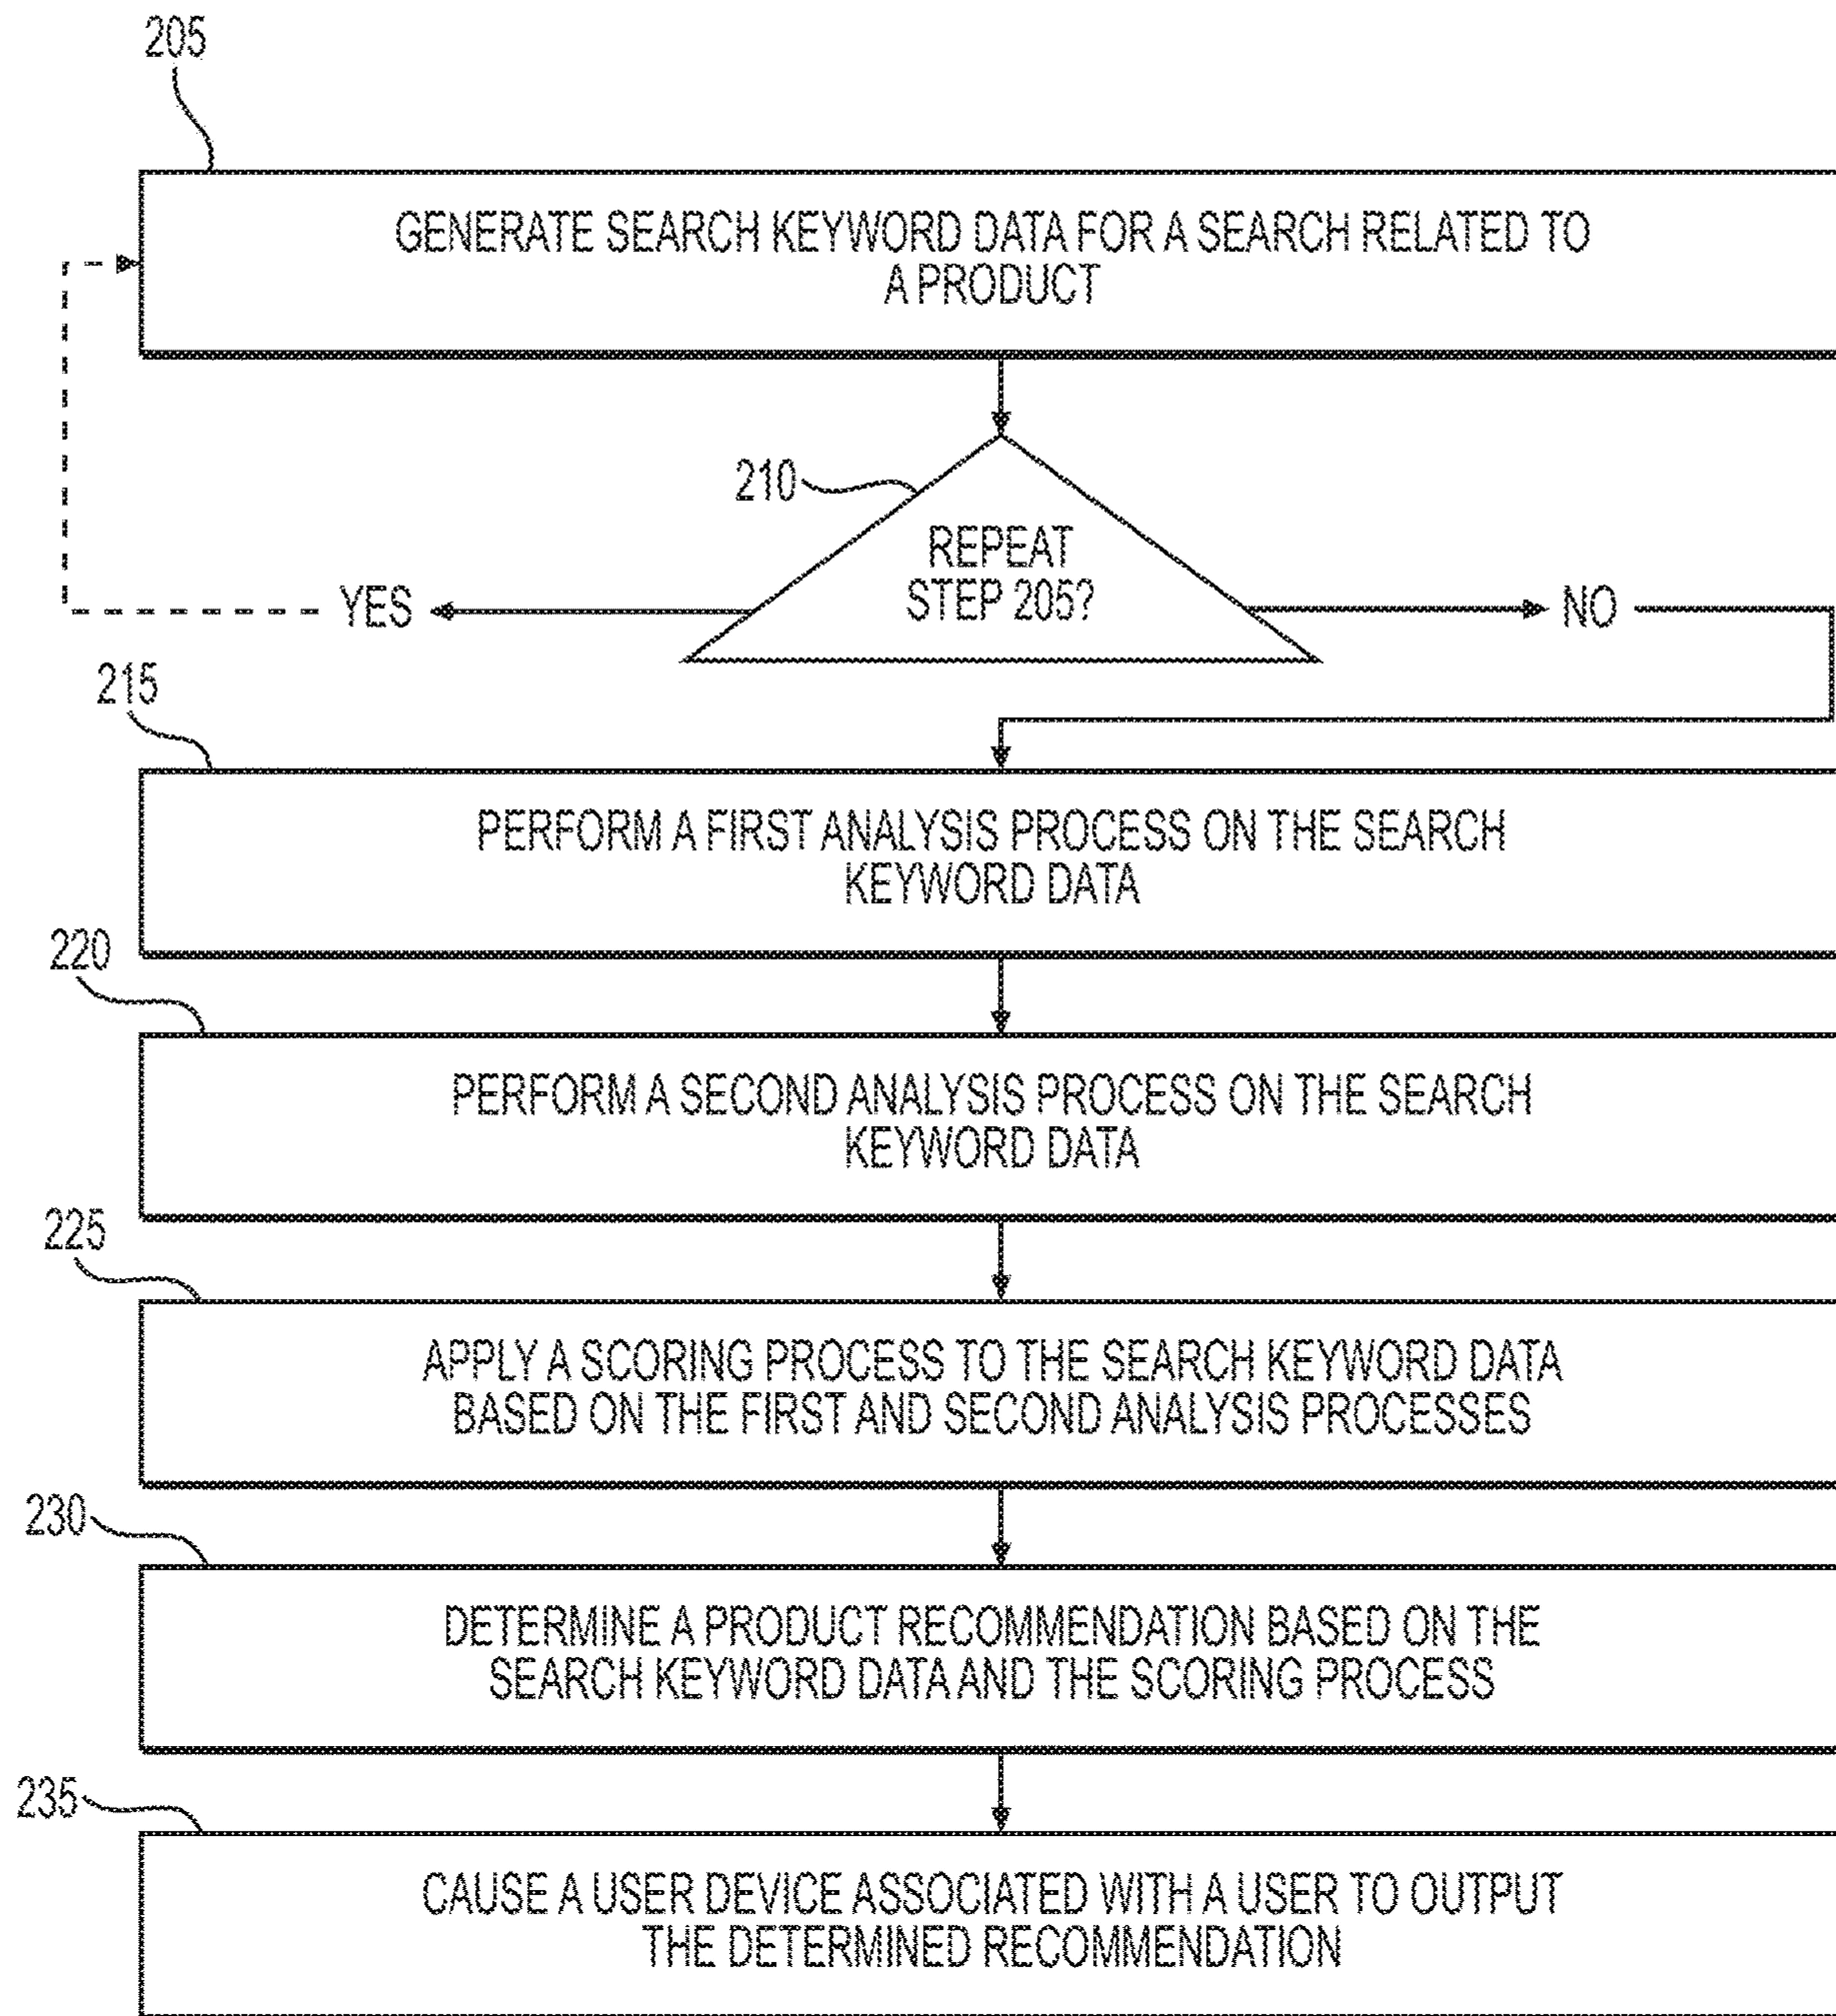 205
GENERATE SEARCH KEYWORD DATA FOR A SEARCH RELATED TO
A PRODUCT
210
REPEAT
STEP 205?
YES
NO
215
PERFORM A FIRST ANALYSIS PROCESS ON THE SEARCH
KEYWORD DATA
220
PERFORM A SECOND ANALYSIS PROCESS ON THE SEARCH
KEYWORD DATA
225
APPLY A SCORING PROCESS TO THE SEARCH KEYWORD DATA
BASED ON THE FIRST AND SECOND ANALYSIS PROCESSES
230
DETERMINE A PRODUCT RECOMMENDATION BASED ON THE
SEARCH KEYWORD DATA AND THE SCORING PROCESS
235
CAUSE A USER DEVICE ASSOCIATED WITH A USER TO OUTPUT
THE DETERMINED RECOMMENDATION